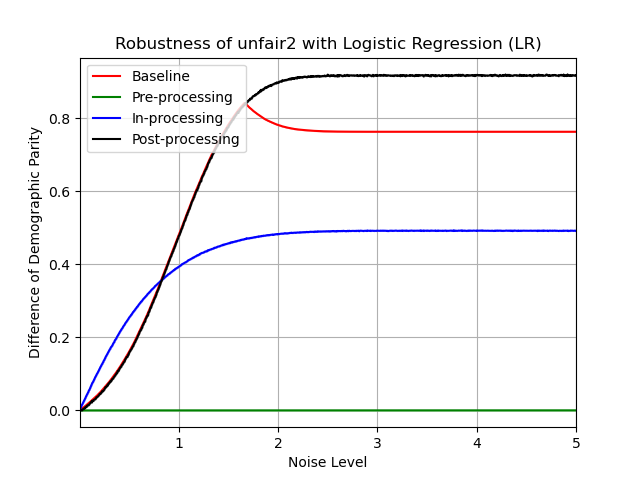 Robustness of unfair2 with Logistic Regression (LR)
Baseline
Pre-processing
In-processing
Post-processing
Difference of Demographic Parity
0.8
0.6
0.4
0.2
0.0
1 2 3 4 5
Noise Level